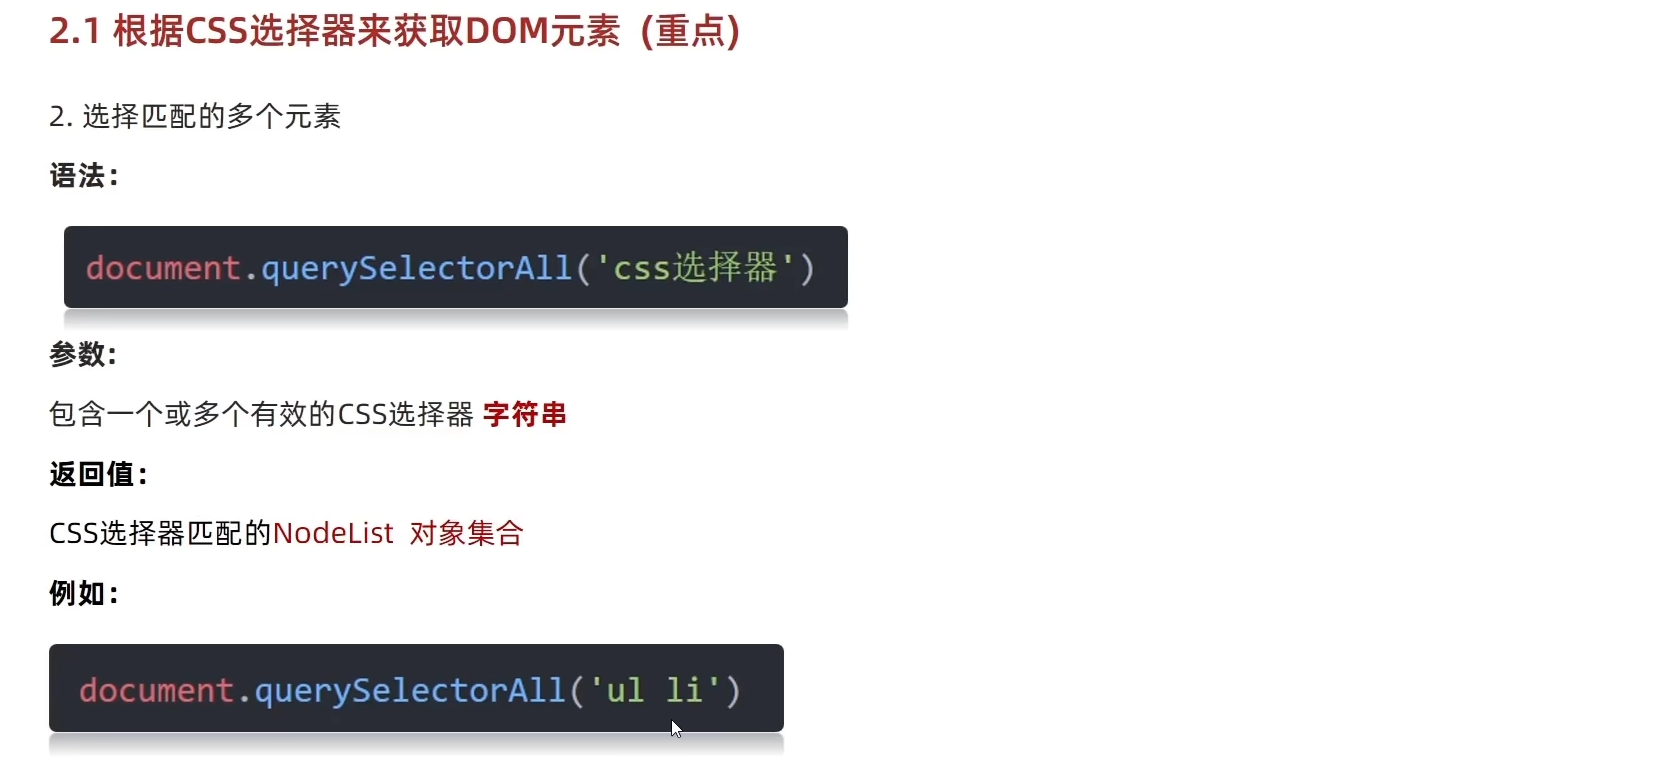 2.1 根据CSS选择器来获取DOM元素（重点)
2. 选择匹配的多个元素
语法：
document.querySelectorAll('css选择器')
参数:
包含一个或多个有效的CSS选择器 字符串
返回值：
CSS选择器匹配的NodeList 对象集合
例如：
document.querySelectorAll('ul li')